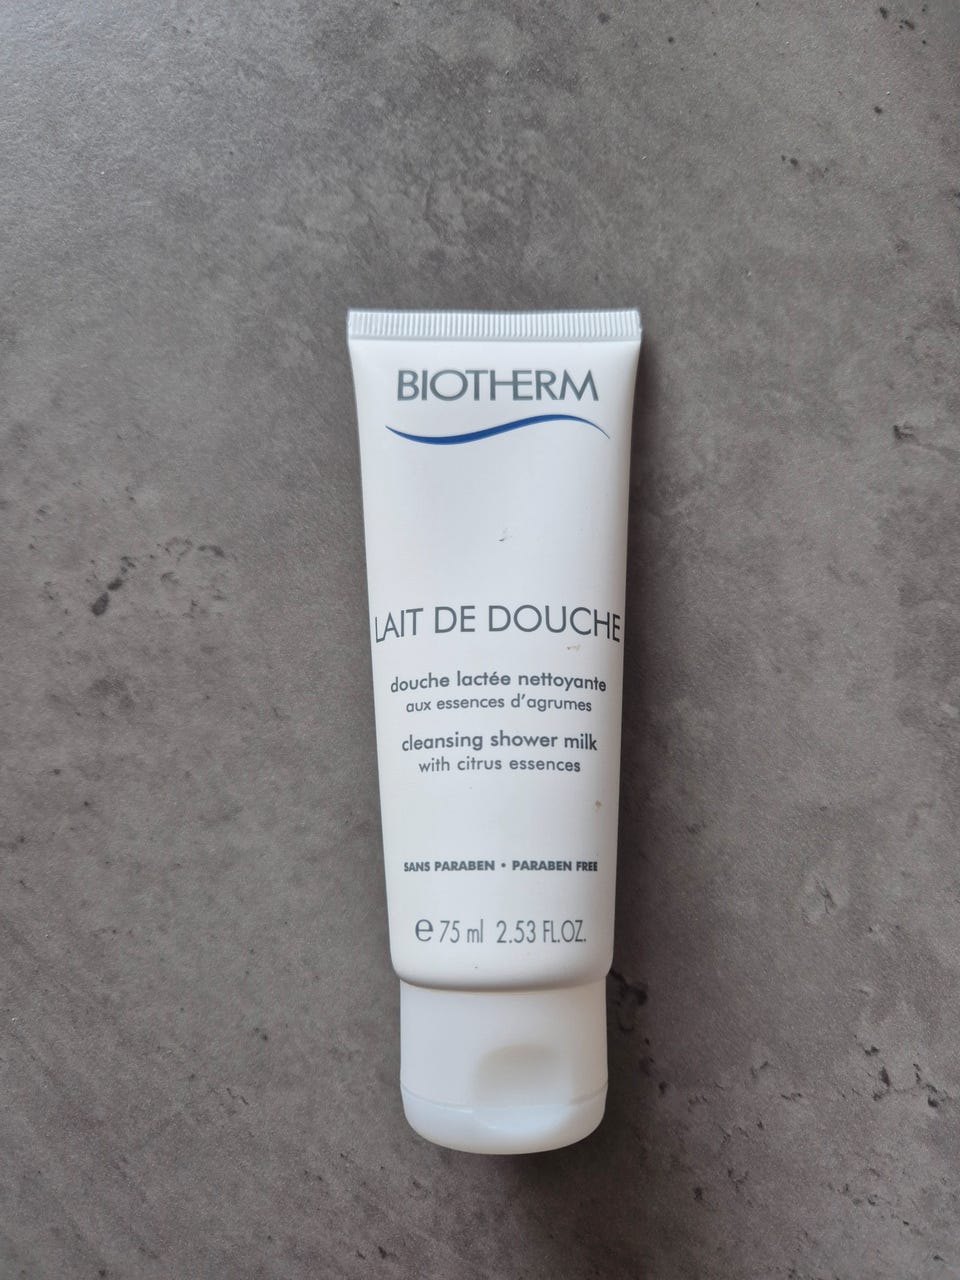 BIOTHERM
LAIT DE DOUCHE
douche lactée nettoyante
aux essences d'agrumes
cleansing shower milk
with citrus essences
SANS PARABEN • PARABEN FREE
℮ 75 ml 2.53 FL.OZ.